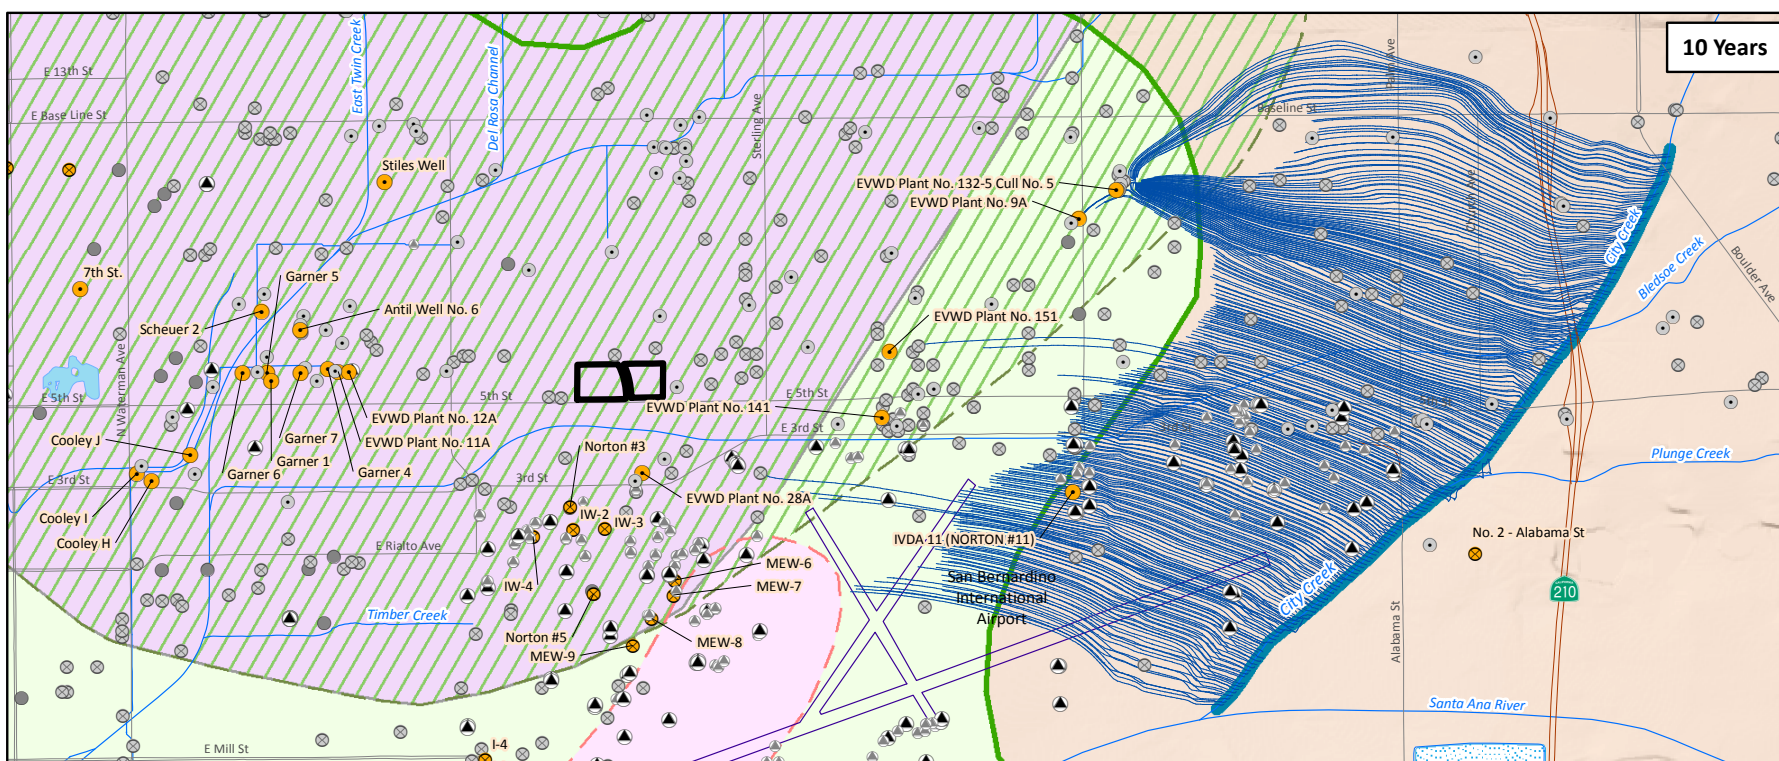 10 Years
E 13th St
East Twin Creek
Del Rosa Channel
Sterling Ave
E Base Line St
Baseline St
Stiles Well
EVWD Plant No. 132-5 Cull No. 5
EVWD Plant No. 9A
City Creek
Bledsoe Creek
Boulder Ave
7th St.
Garner 5
Scheuer 2
Antil Well No. 6
EVWD Plant No. 151
N Waterman Ave
E 5th St
5th St
E 5th St
EVWD Plant No. 141
EVWD Plant No. 12A
E 3rd St
Cooley J
Garner 7
EVWD Plant No. 11A
Norton #3
Plunge Creek
Garner 1
Garner 6
Garner 4
E 3rd St
3rd St
EVWD Plant No. 28A
Cooley I
IW-2
IW-3
Cooley H
E Rialto Ave
IVDA 11 (NORTON #11)
No. 2 - Alabama St
MEW-6
IW-4
MEW-7
San Bernardino
International
Airport
City Creek
210
Timber Creek
Norton #5
MEW-8
MEW-9
Alabama St
Santa Ana River
E Mill St
I-4